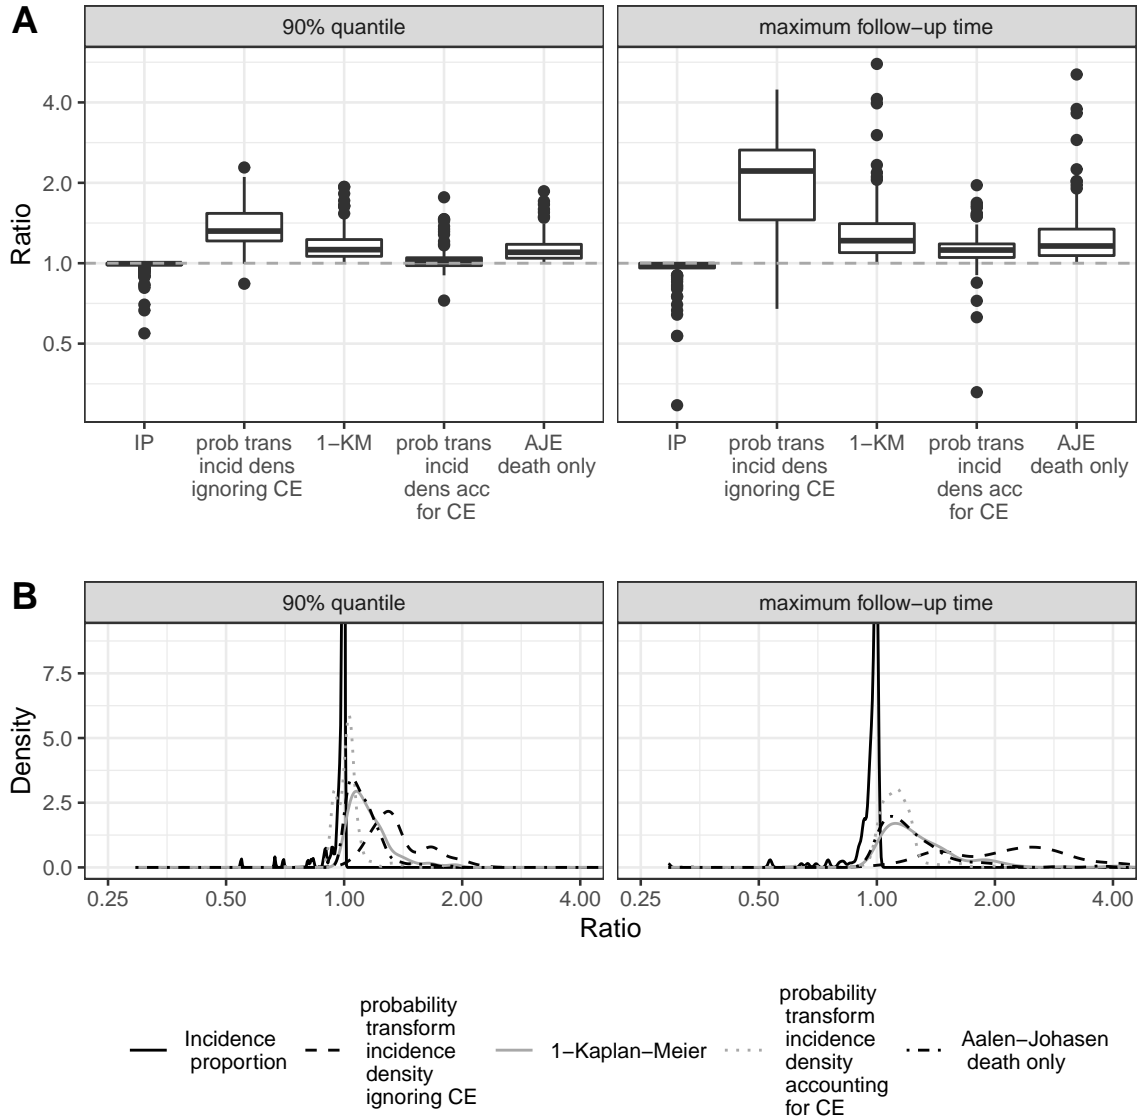 A
90% quantile
maximum follow−up time
Ratio
4.0
2.0
1.0
0.5
IP
prob trans
incid dens
ignoring CE
1−KM
prob trans
incid
dens acc
for CE
AJE
death only
IP
prob trans
incid dens
ignoring CE
1−KM
prob trans
incid
dens acc
for CE
AJE
death only
B
90% quantile
maximum follow−up time
Density
7.5
5.0
2.5
0.0
0.25
0.50
1.00
2.00
4.00
0.25
0.50
1.00
2.00
4.00
Ratio
Incidence
proportion
probability
transform
incidence
density
ignoring CE
1−Kaplan−Meier
probability
transform
incidence
density
accounting
for CE
Aalen−Johasen
death only